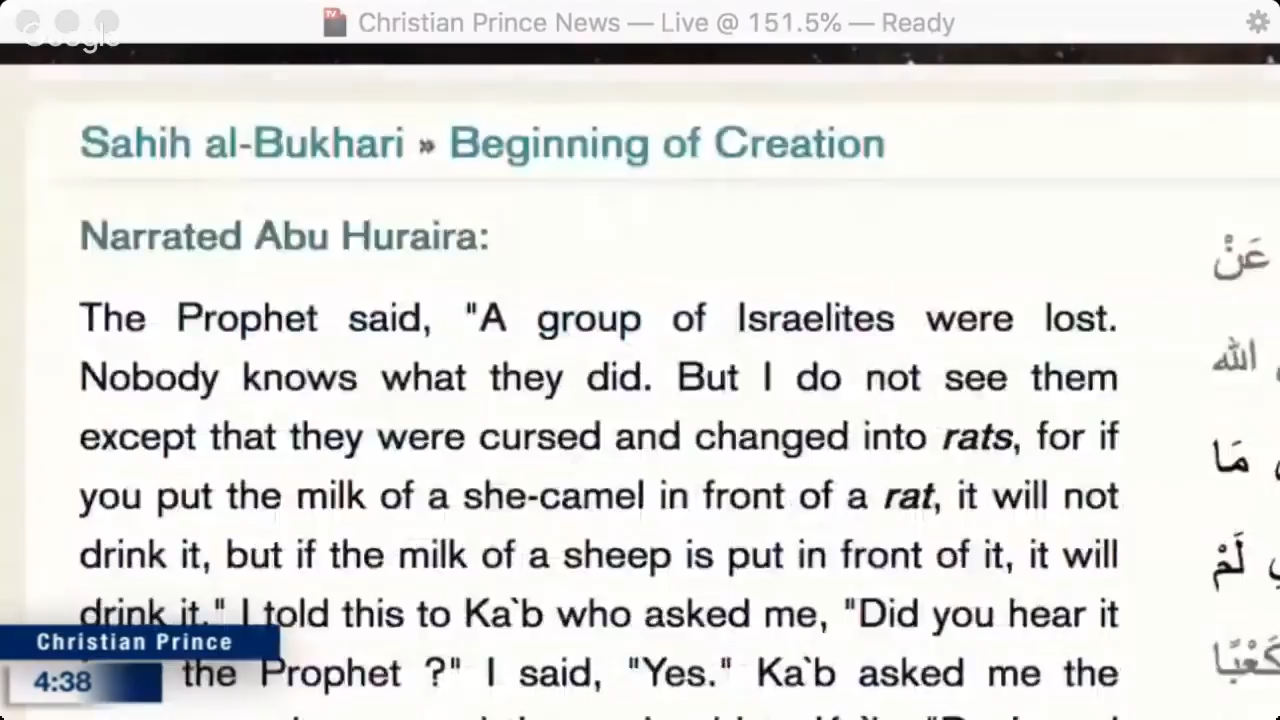 Christian Prince News — Live @ 151.5% — Ready
Google
Sahih al-Bukhari » Beginning of Creation
Narrated Abu Huraira:
عَنْ
The Prophet said, "A group of Israelites were lost.
الله
Nobody knows what they did. But I do not see them
except that they were cursed and changed into rats, for if
مَا
you put the milk of a she-camel in front of a rat, it will not
drink it, but if the milk of a sheep is put in front of it, it will
لَمْ
drink it." I told this to Ka`b who asked me, "Did you hear it
Christian Prince
the Prophet ?" I said, "Yes." Ka`b asked me the
كَعْبًا
4:38